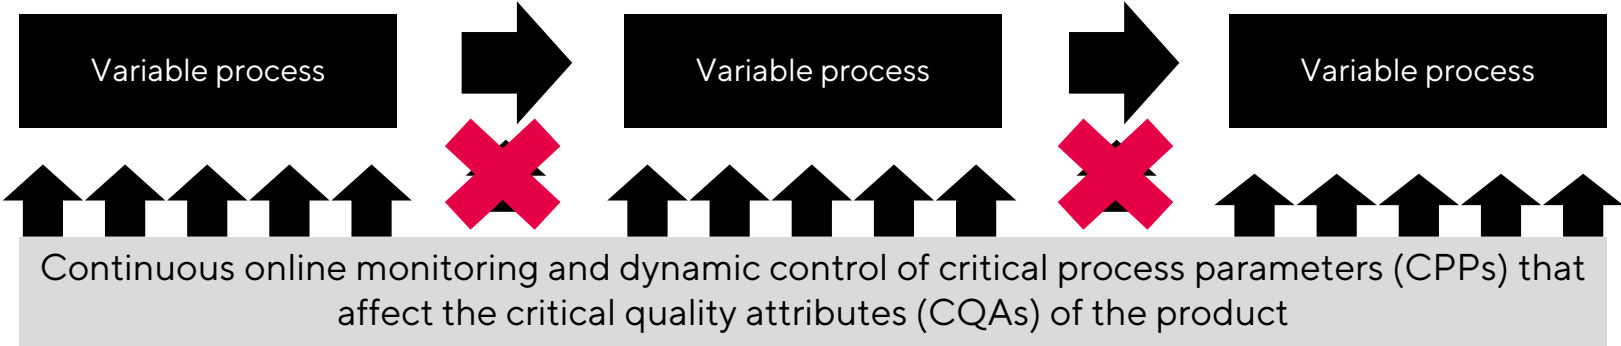 Variable process
Variable process
Variable process
Continuous online monitoring and dynamic control of critical process parameters (CPPs) that
affect the critical quality attributes (CQAs) of the product